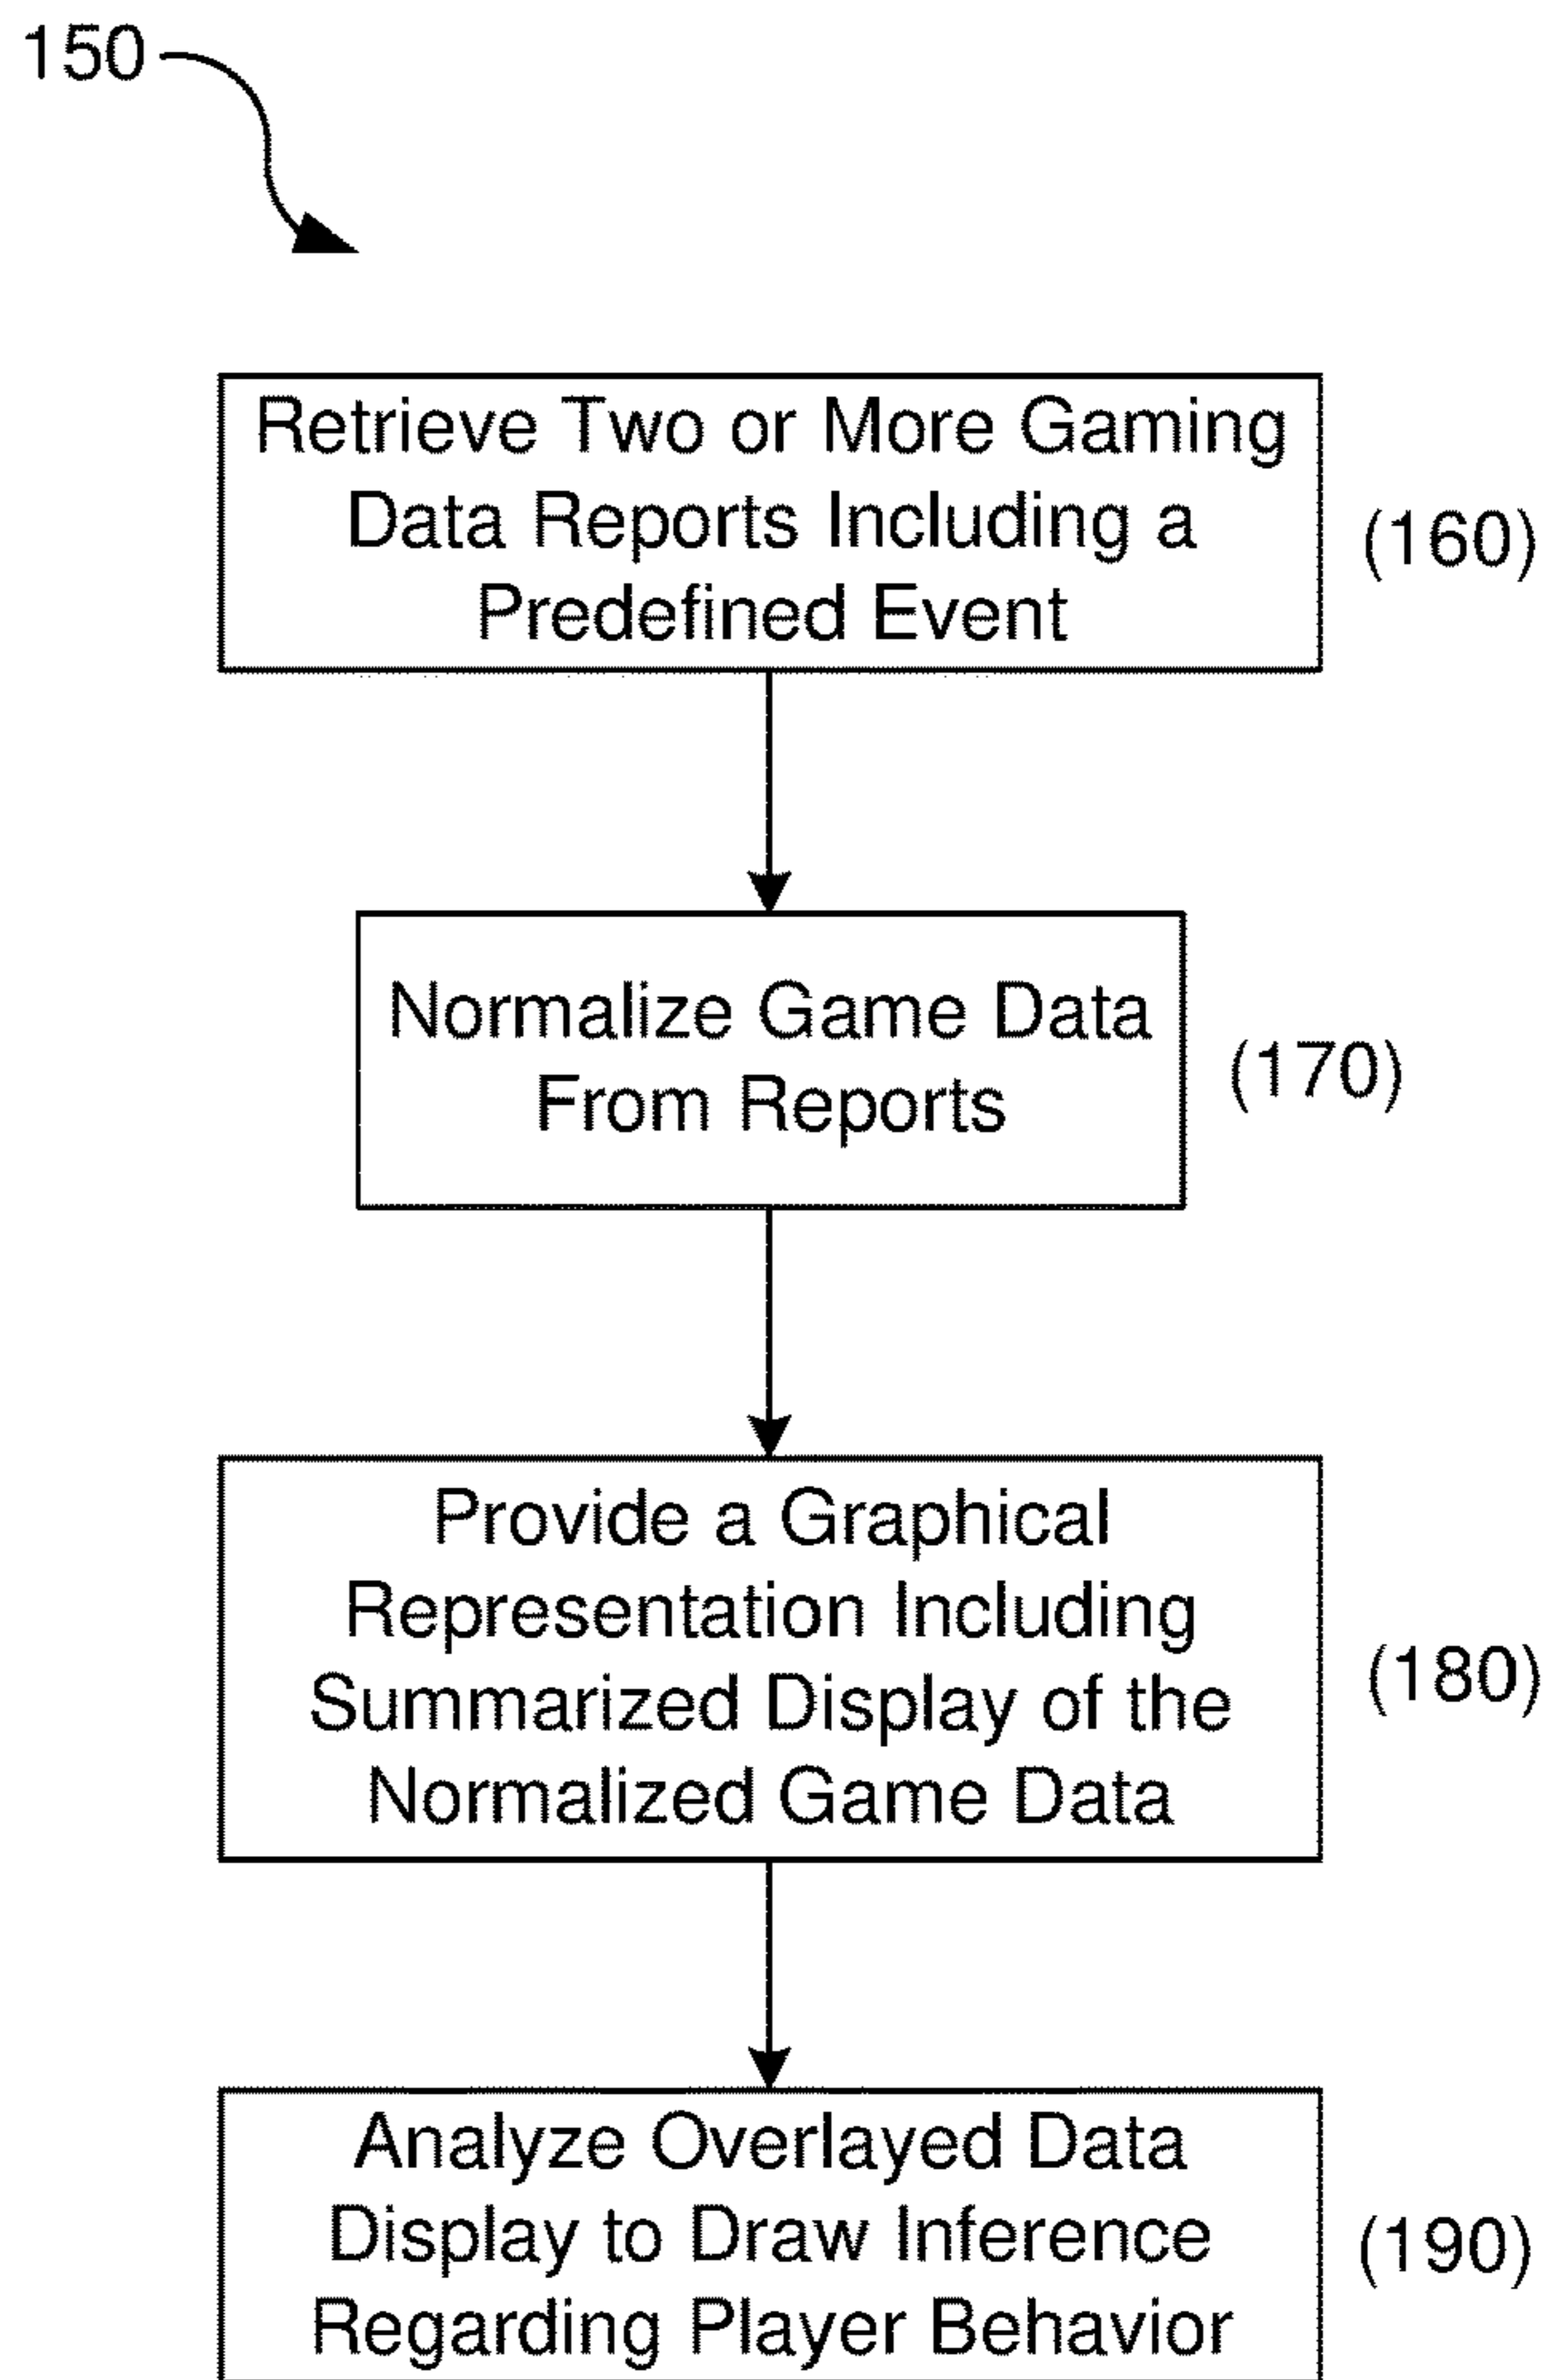 150
Retrieve Two or More Gaming
Data Reports Including a
Predefined Event
(160)
Normalize Game Data
From Reports
(170)
Provide a Graphical
Representation Including
Summarized Display of the
Normalized Game Data
(180)
Analyze Overlayed Data
Display to Draw Inference
Regarding Player Behavior
(190)